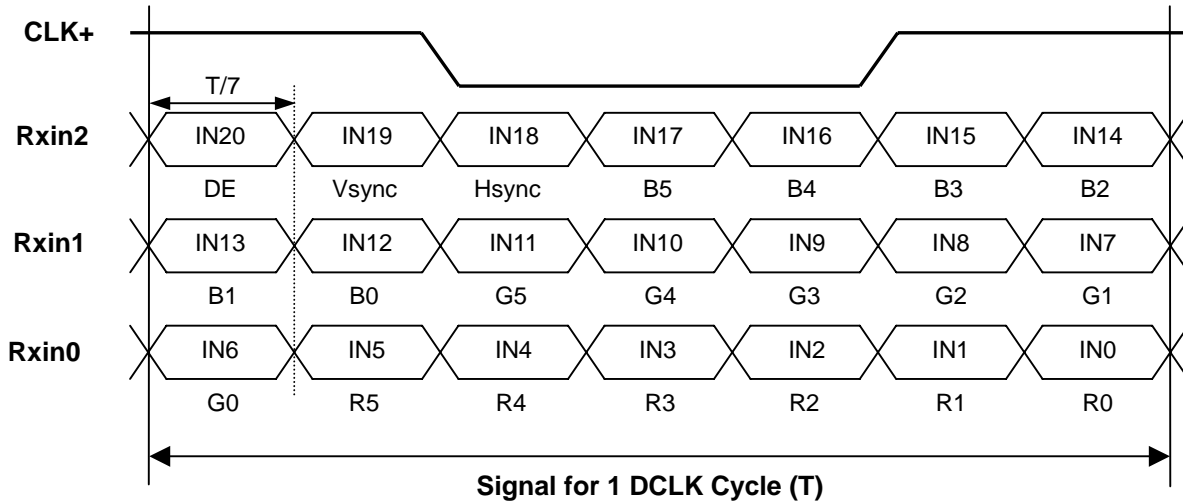 CLK+
T/7
Rxin2 IN20 IN19 IN18 IN17 IN16 IN15 IN14
DE Vsync Hsync B5 B4 B3 B2
Rxin1 IN13 IN12 IN11 IN10 IN9 IN8 IN7
B1 B0 G5 G4 G3 G2 G1
Rxin0 IN6 IN5 IN4 IN3 IN2 IN1 IN0
G0 R5 R4 R3 R2 R1 R0
Signal for 1 DCLK Cycle (T)